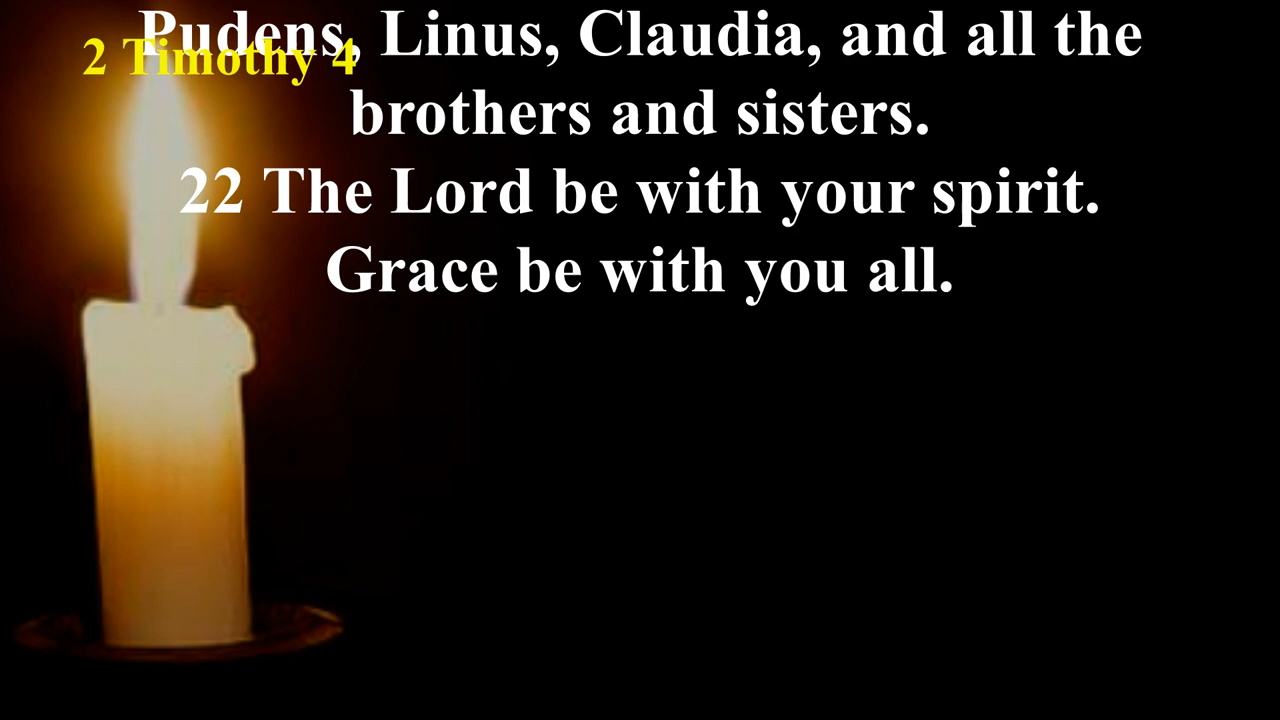 2 Timothy 4
Pudens, Linus, Claudia, and all the
brothers and sisters.
22 The Lord be with your spirit.
Grace be with you all.